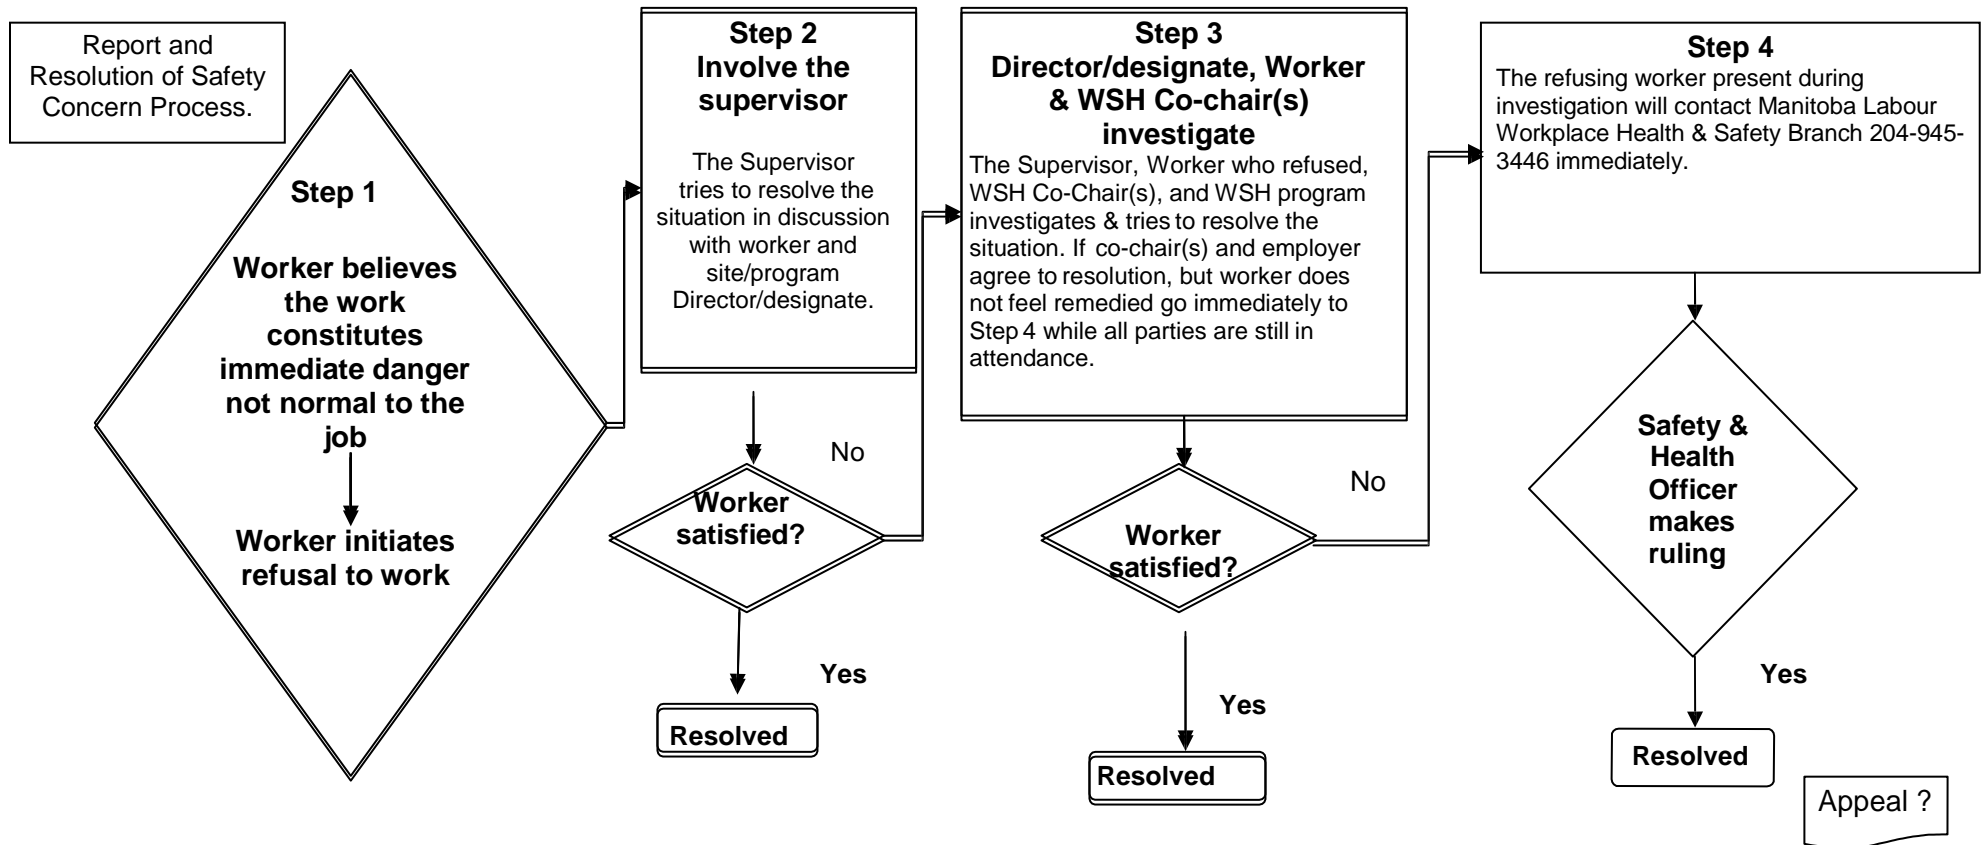 Report and
Resolution of Safety
Concern Process.
Step 1
Worker believes
the work
constitutes
immediate danger
not normal to the
job
Worker initiates
refusal to work
Step 2
Involve the
supervisor
The Supervisor
tries to resolve the
situation in discussion
with worker and
site/program
Director/designate.
No
Worker
satisfied?
Yes
Resolved
Step 3
Director/designate, Worker
& WSH Co-chair(s)
investigate
The Supervisor, Worker who refused,
WSH Co-Chair(s), and WSH program
investigates & tries to resolve the
situation. If co-chair(s) and employer
agree to resolution, but worker does
not feel remedied go immediately to
Step 4 while all parties are still in
attendance.
No
Worker
satisfied?
Yes
Resolved
Step 4
The refusing worker present during
investigation will contact Manitoba Labour
Workplace Health & Safety Branch 204-945-
3446 immediately.
Safety &
Health
Officer
makes
ruling
Yes
Resolved
Appeal ?